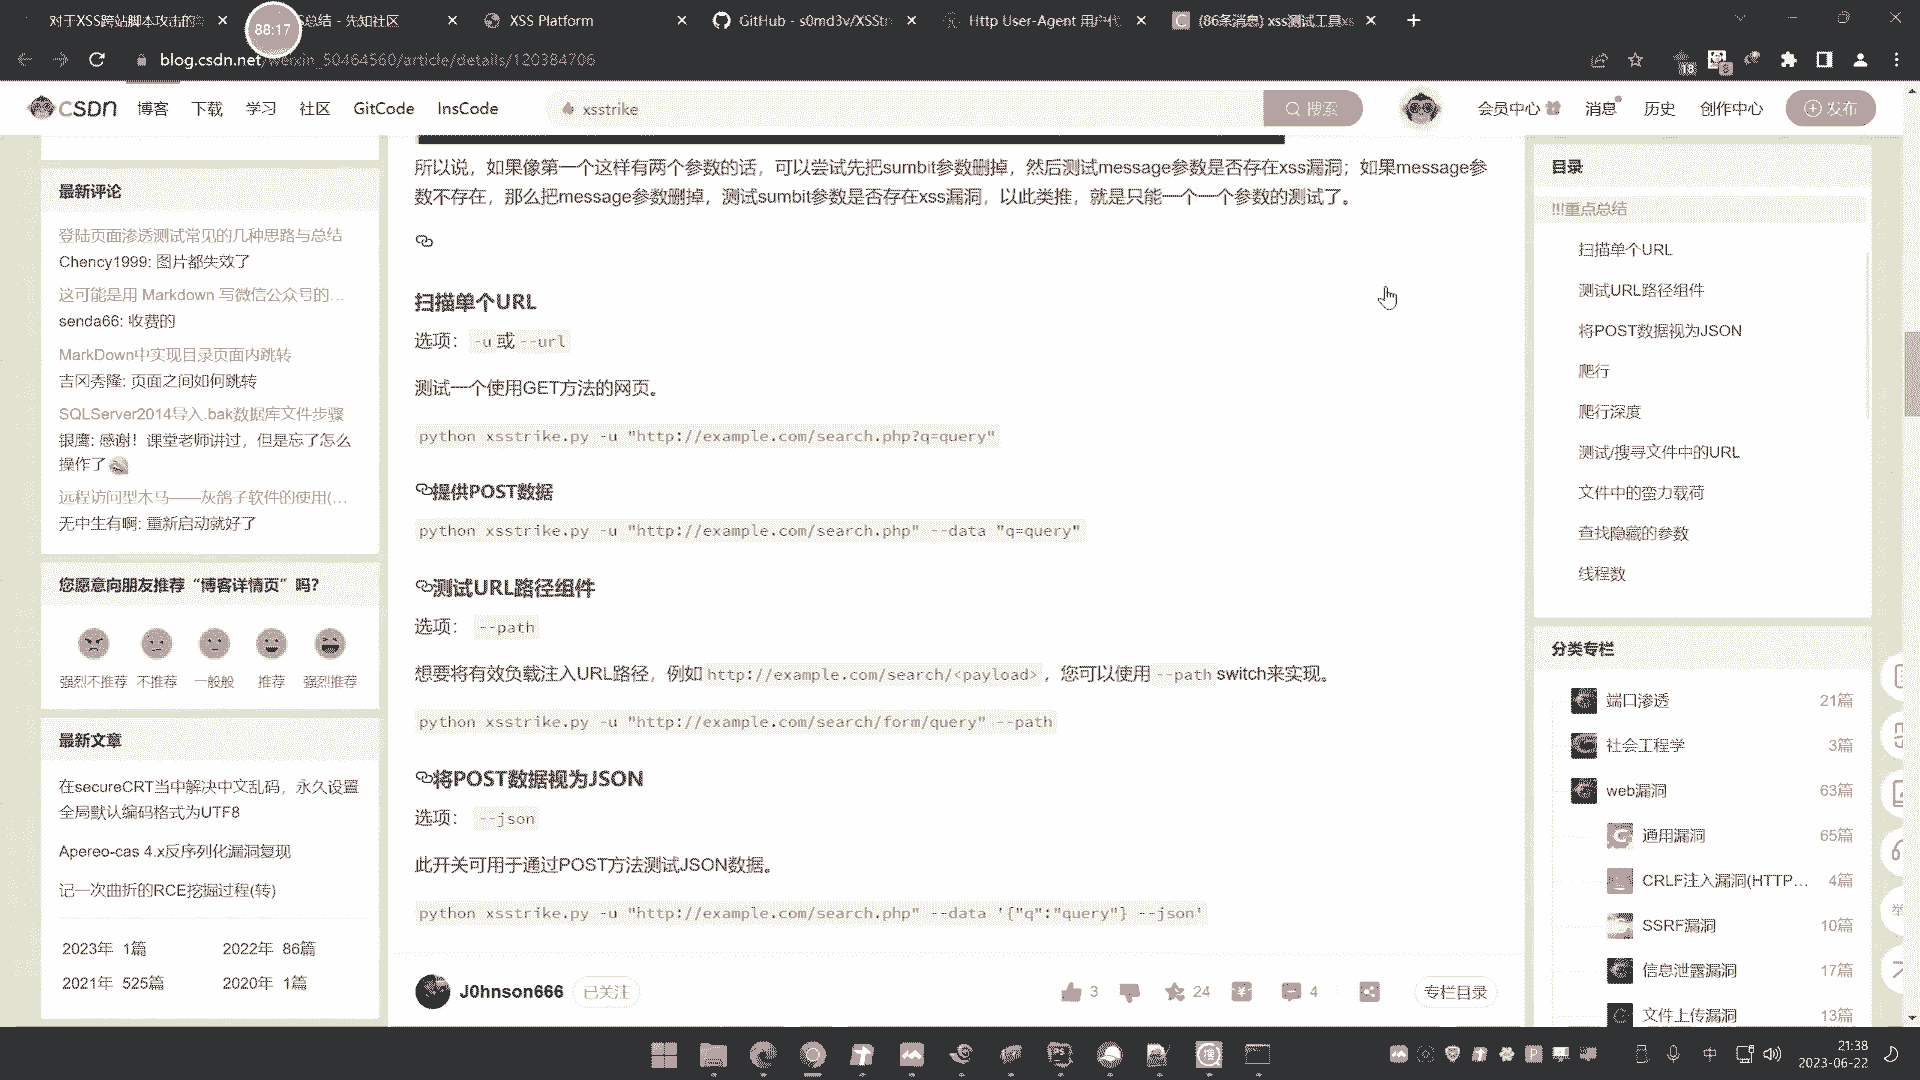 对于XSS跨站脚本攻击的
88:17
S总结 - 先知社区
XSS Platform
GitHub - s0md3v/XSStr
Http User-Agent 用户代
(86条消息) xss测试工具xs
blog.csdn.net/weixin_50464560/article/details/120384706
18
8
CSDN
博客
下载
学习
社区
GitCode
InsCode
xsstrike
搜索
会员中心
消息
历史
创作中心
发布
所以说，如果像第一个这样有两个参数的话，可以尝试先把sumbit参数删掉，然后测试message参数是否存在xss漏洞；如果message参
数不存在，那么把message参数删掉，测试sumbit参数是否存在xss漏洞，以此类推，就是只能一个一个参数的测试了。
扫描单个URL
选项： -u 或 --url
测试一个使用GET方法的网页。
python xsstrike.py -u "http://example.com/search.php?q=query"
提供POST数据
python xsstrike.py -u "http://example.com/search.php" --data "q=query"
测试URL路径组件
选项： --path
想要将有效负载注入URL路径，例如 http://example.com/search/<payload> ，您可以使用 --path switch来实现。
python xsstrike.py -u "http://example.com/search/form/query" --path
将POST数据视为JSON
选项： --json
此开关可用于通过POST方法测试JSON数据。
python xsstrike.py -u "http://example.com/search.php" --data '{"q":"query"} --json'
J0hnson666
已关注
3
24
4
专栏目录
最新评论
登陆页面渗透测试常见的几种思路与总结
Chency1999: 图片都失效了
这可能是用 Markdown 写微信公众号的…
senda66: 收费的
MarkDown中实现目录页面内跳转
吉冈秀隆: 页面之间如何跳转
SQLServer2014导入.bak数据库文件步骤
银鹰: 感谢！课堂老师讲过，但是忘了怎么
操作了
远程访问型木马——灰鸽子软件的使用(…
无中生有啊: 重新启动就好了
您愿意向朋友推荐“博客详情页”吗？
强烈不推荐
不推荐
一般般
推荐
强烈推荐
最新文章
在secureCRT当中解决中文乱码，永久设置
全局默认编码格式为UTF8
Apereo-cas 4.x反序列化漏洞复现
记一次曲折的RCE挖掘过程(转)
2023年 1篇
2022年 86篇
2021年 525篇
2020年 1篇
目录
!!!重点总结
扫描单个URL
测试URL路径组件
将POST数据视为JSON
爬行
爬行深度
测试/搜寻文件中的URL
文件中的蛮力载荷
查找隐藏的参数
线程数
分类专栏
端口渗透 21篇
社会工程学 3篇
web漏洞 63篇
通用漏洞 65篇
CRLF注入漏洞(HTTP... 4篇
SSRF漏洞 10篇
信息泄露漏洞 17篇
文件上传漏洞 13篇
中
21:38
2023-06-22